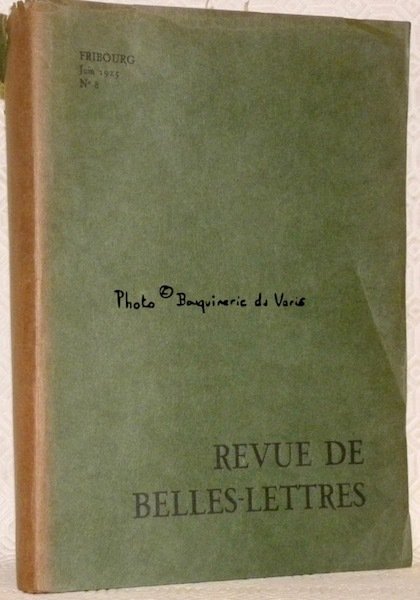 FRIBOURG
Juin 1925
N° 8
Photo © Bouquinerie du Varis
REVUE DE
BELLES-LETTRES